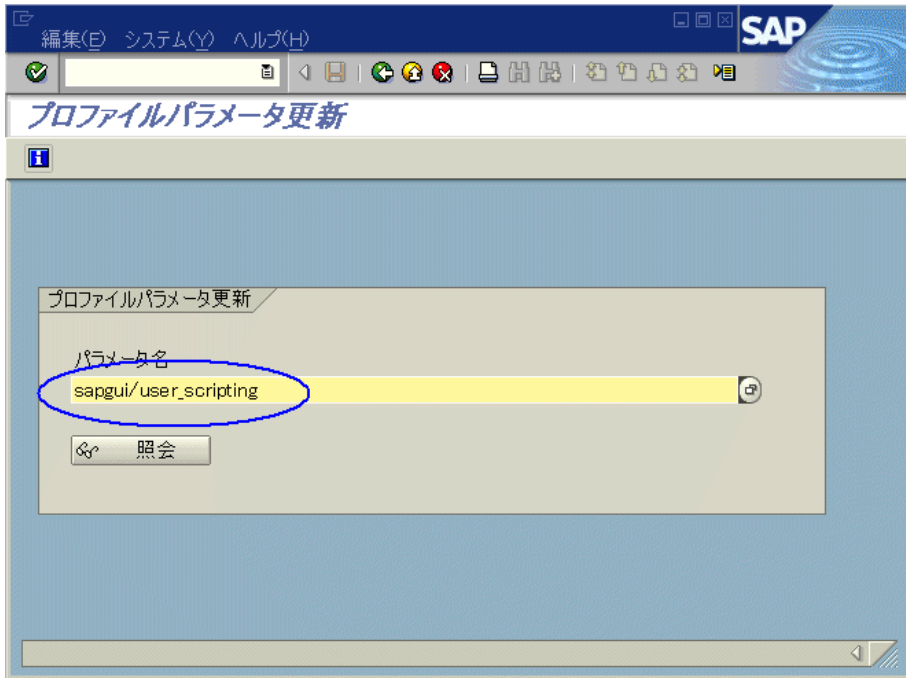 編集(E) システム(Y) ヘルプ(H)
SAP
プロファイルパラメータ更新
プロファイルパラメータ更新
パラメータ名
sapgui/user_scripting
照会